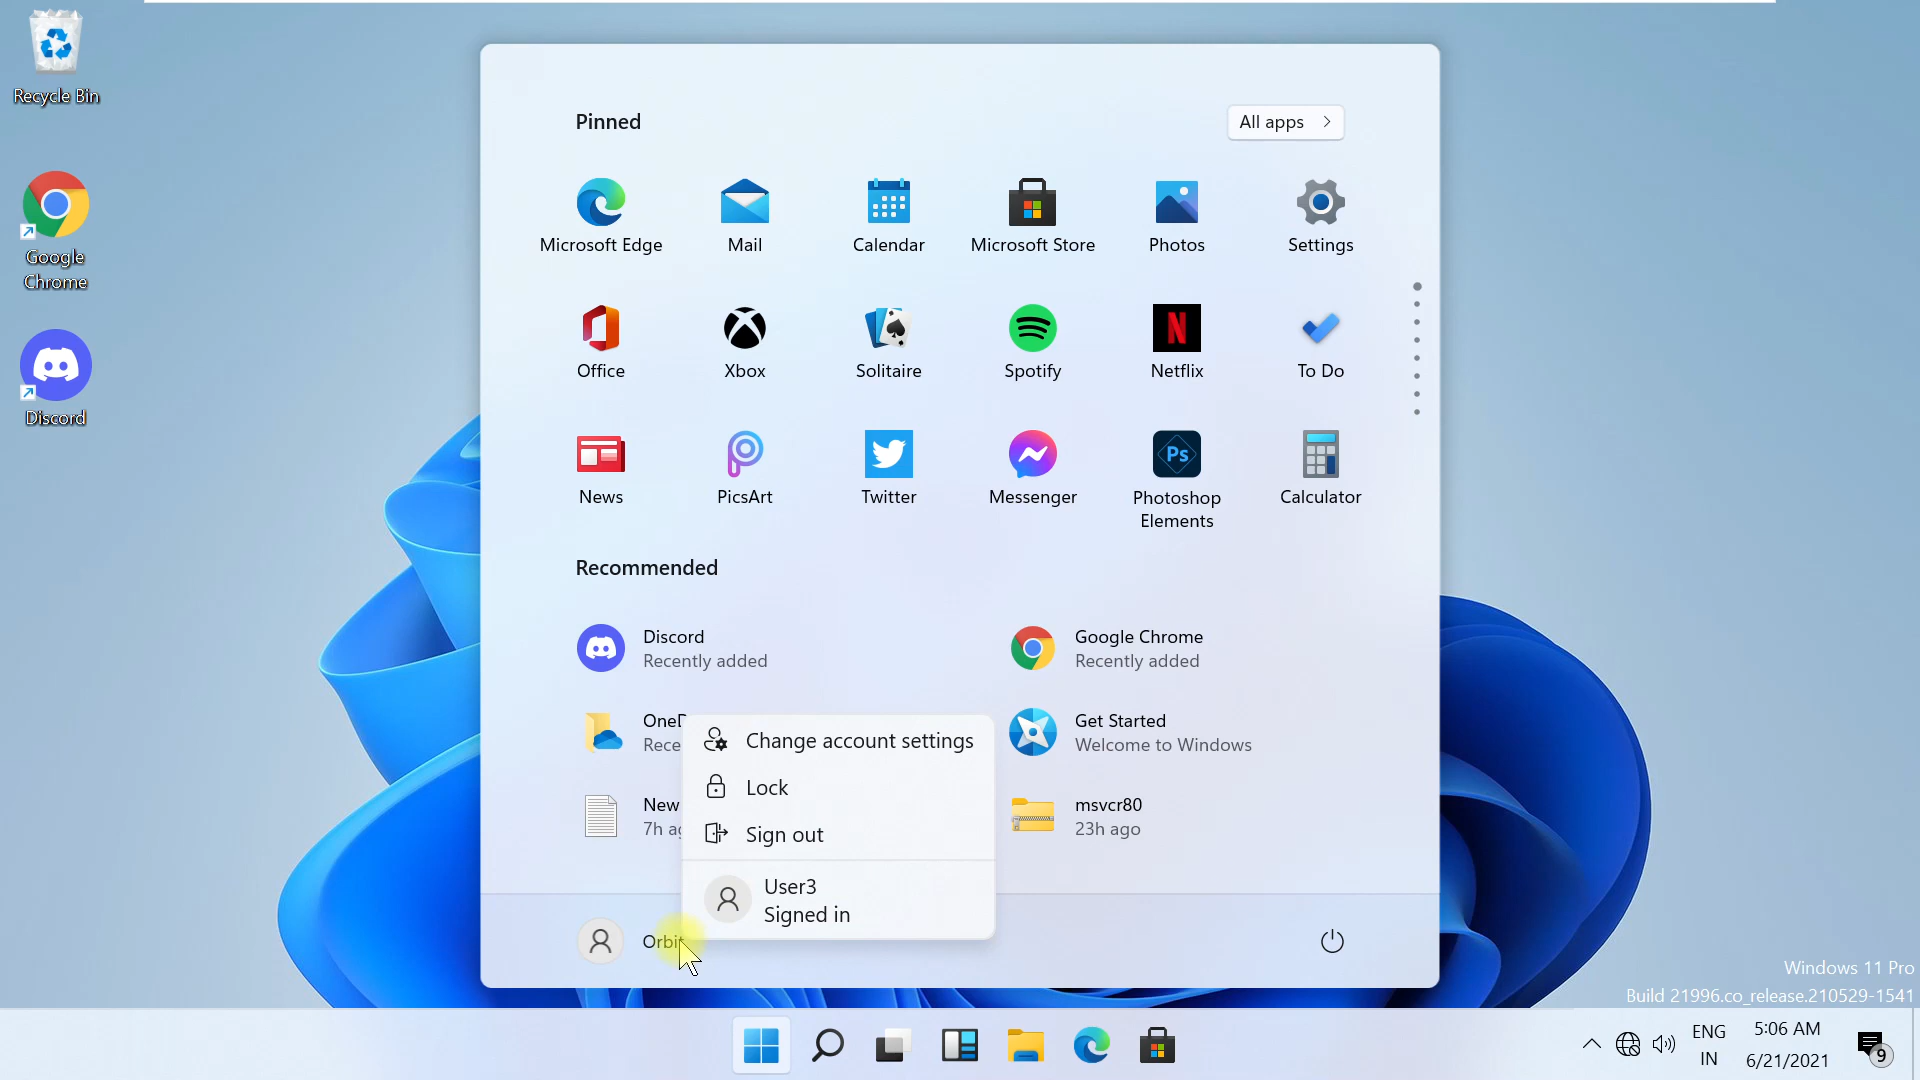 Recycle Bin
Google
Chrome
Discord
Pinned
All apps
Microsoft Edge
Mail
Calendar
Microsoft Store
Photos
Settings
Office
Xbox
Solitaire
Spotify
Netflix
To Do
News
PicsArt
Twitter
Messenger
Ps
Photoshop
Elements
Calculator
Recommended
Discord
Recently added
Google Chrome
Recently added
OneD
Rece
Get Started
Welcome to Windows
New
7h ag
msvcr80
23h ago
Change account settings
Lock
Sign out
User3
Signed in
Orbit
Windows 11 Pro
Build 21996.co_release.210529-1541
ENG
IN
5:06 AM
6/21/2021
9